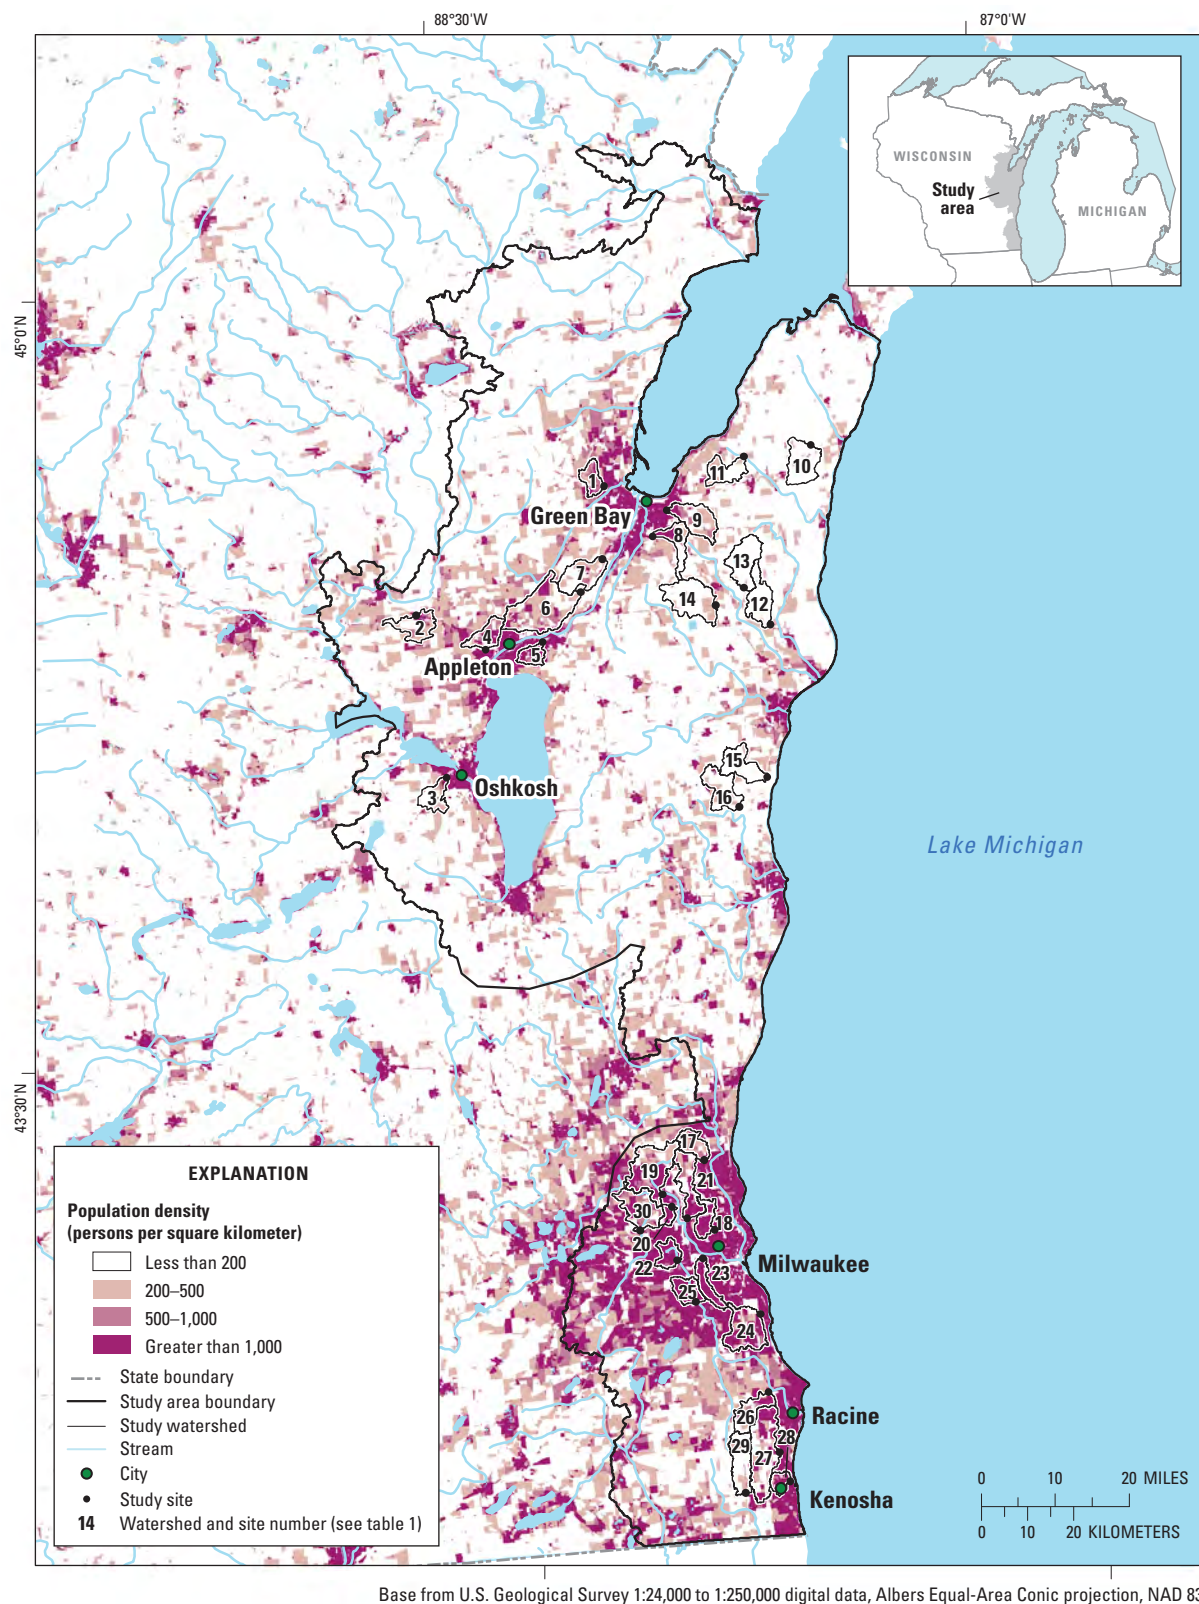 88°30'W
87°0'W
WISCONSIN
Study
area
MICHIGAN
45°0'N
10
11
1
Green Bay
9
8
13
7
14
12
6
2
4
5
Appleton
15
Oshkosh
3
16
Lake Michigan
43°30'N
17
19
21
30
18
20
Milwaukee
22
23
25
24
26
Racine
28
29
27
Kenosha
EXPLANATION
Population density
(persons per square kilometer)
Less than 200
200–500
500–1,000
Greater than 1,000
State boundary
Study area boundary
Study watershed
Stream
City
Study site
14 Watershed and site number (see table 1)
0 10 20 MILES
0 10 20 KILOMETERS
Base from U.S. Geological Survey 1:24,000 to 1:250,000 digital data, Albers Equal-Area Conic projection, NAD 83